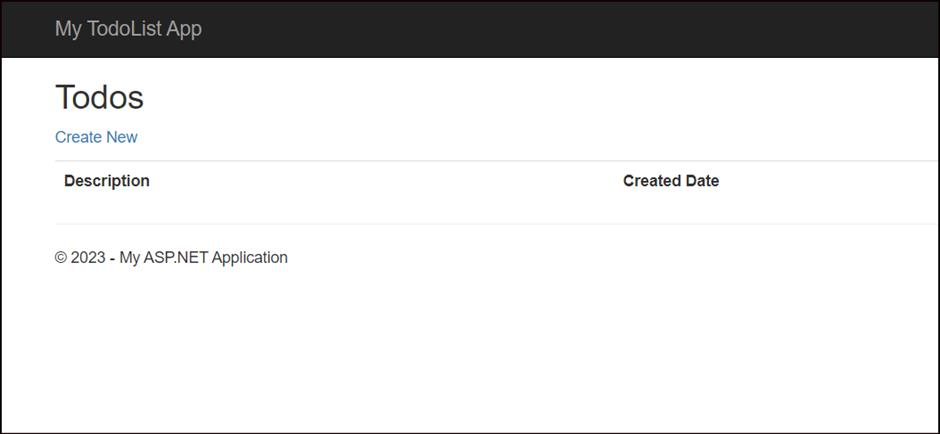 My TodoList App
Todos
Create New
Description Created Date
© 2023 - My ASP.NET Application